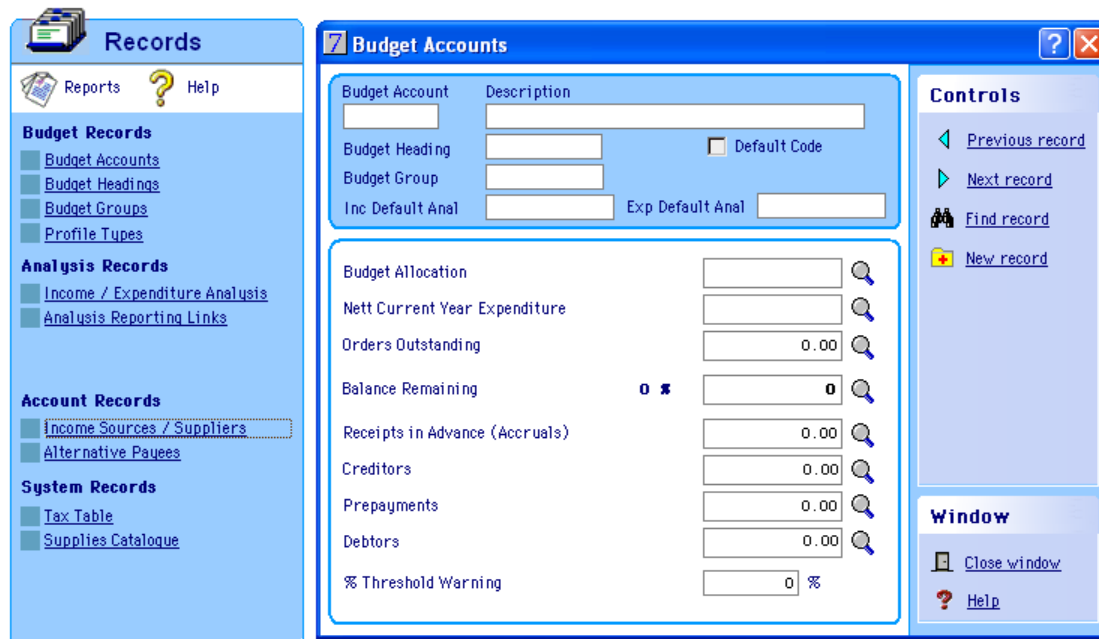 Records
Reports Help
Budget Records
Budget Accounts
Budget Headings
Budget Groups
Profile Types
Analysis Records
Income / Expenditure Analysis
Analysis Reporting Links
Account Records
Income Sources / Suppliers
Alternative Payees
System Records
Tax Table
Supplies Catalogue
7 Budget Accounts ?
Budget Account Description
Budget Heading Default Code
Budget Group
Inc Default Anal Exp Default Anal
Budget Allocation
Nett Current Year Expenditure
Orders Outstanding 0.00
Balance Remaining 0 % 0
Receipts in Advance (Accruals) 0.00
Creditors 0.00
Prepayments 0.00
Debtors 0.00
% Threshold Warning 0 %
Controls
Previous record
Next record
Find record
New record
Window
Close window
Help